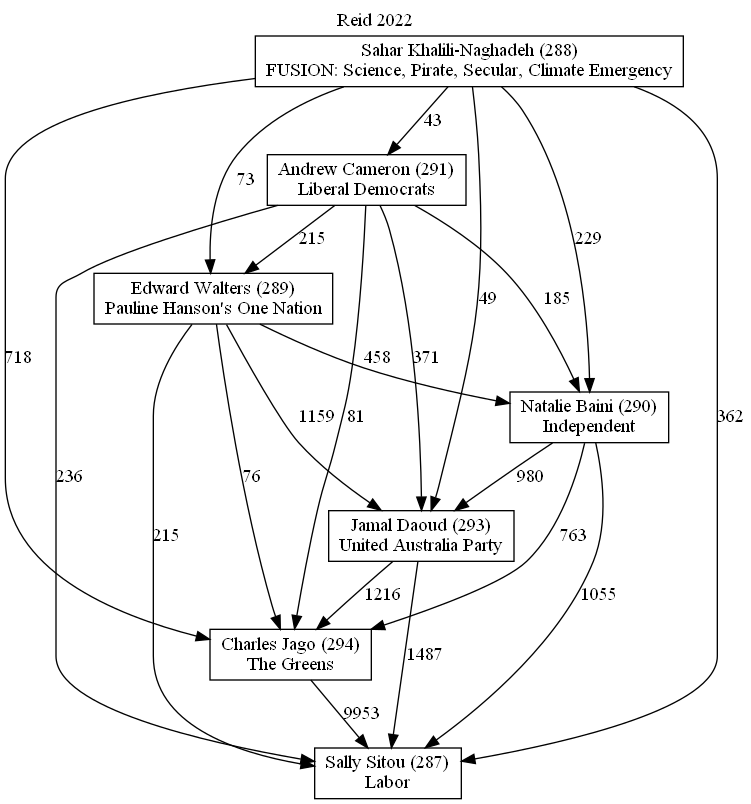 Reid 2022
Sahar Khalili-Naghadeh (288)
FUSION: Science, Pirate, Secular, Climate Emergency
43
Andrew Cameron (291)
Liberal Democrats
73
215
229
Edward Walters (289)
Pauline Hanson's One Nation
49
185
718
458
371
362
Natalie Baini (290)
Independent
1159
81
236
76
980
Jamal Daoud (293)
United Australia Party
215
763
1216
1055
Charles Jago (294)
The Greens
1487
9953
Sally Sitou (287)
Labor